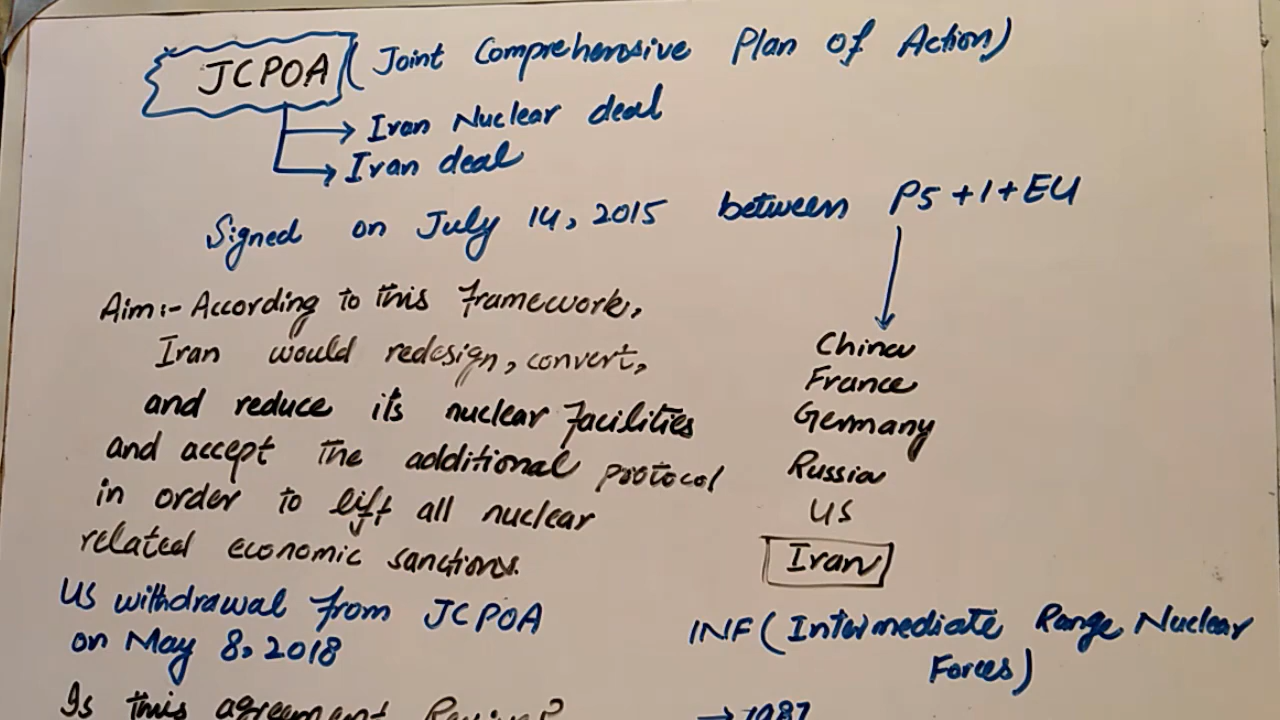 JCPOA (Joint Comprehensive Plan of Action)
→ Iran Nuclear deal
→ Iran deal
Signed on July 14, 2015 between P5+1+EU
Aim:- According to this framework,
Iran would redesign, convert,
and reduce its nuclear facilities
and accept the additional protocol
in order to lift all nuclear
related economic sanctions.
US withdrawal from JCPOA
on May 8, 2018
Is this agreement
China
France
Germany
Russia
US
Iran
INF (Intermediate Range Nuclear
Forces)
→ 1987